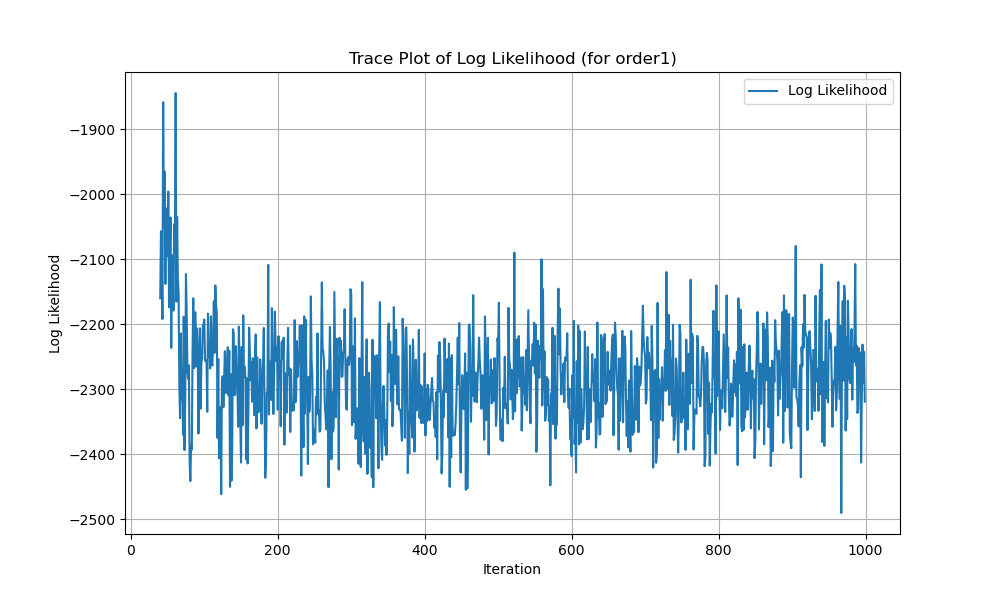 Trace Plot of Log Likelihood (for order1)
Log Likelihood
−1900
−2000
−2100
−2200
−2300
−2400
−2500
Log Likelihood
0 200 400 600 800 1000
Iteration